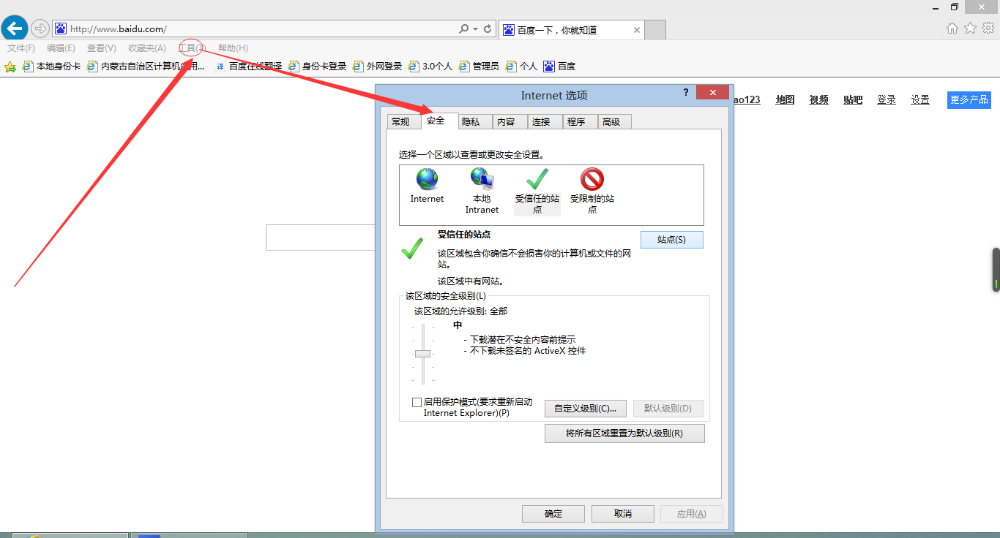 http://www.baidu.com/
百度一下，你就知道
文件(F) 编辑(E) 查看(V) 收藏夹(A) 工具(T) 帮助(H)
本地身份卡 内蒙古自治区计算机应用... 百度在线翻译 身份卡登录 外网登录 3.0个人 管理员 个人 百度
ao123 地图 视频 贴吧 登录 设置 更多产品
Internet 选项
?
常规 安全 隐私 内容 连接 程序 高级
选择一个区域以查看或更改安全设置。
Internet
本地
Intranet
受信任的站
点
受限制的站
点
受信任的站点
站点(S)
该区域包含你确信不会损害你的计算机或文件的网
站。
该区域中有网站。
该区域的安全级别(L)
该区域的允许级别: 全部
中
- 下载潜在不安全内容前提示
- 不下载未签名的 ActiveX 控件
启用保护模式(要求重新启动
Internet Explorer)(P)
自定义级别(C)... 默认级别(D)
将所有区域重置为默认级别(R)
确定 取消 应用(A)